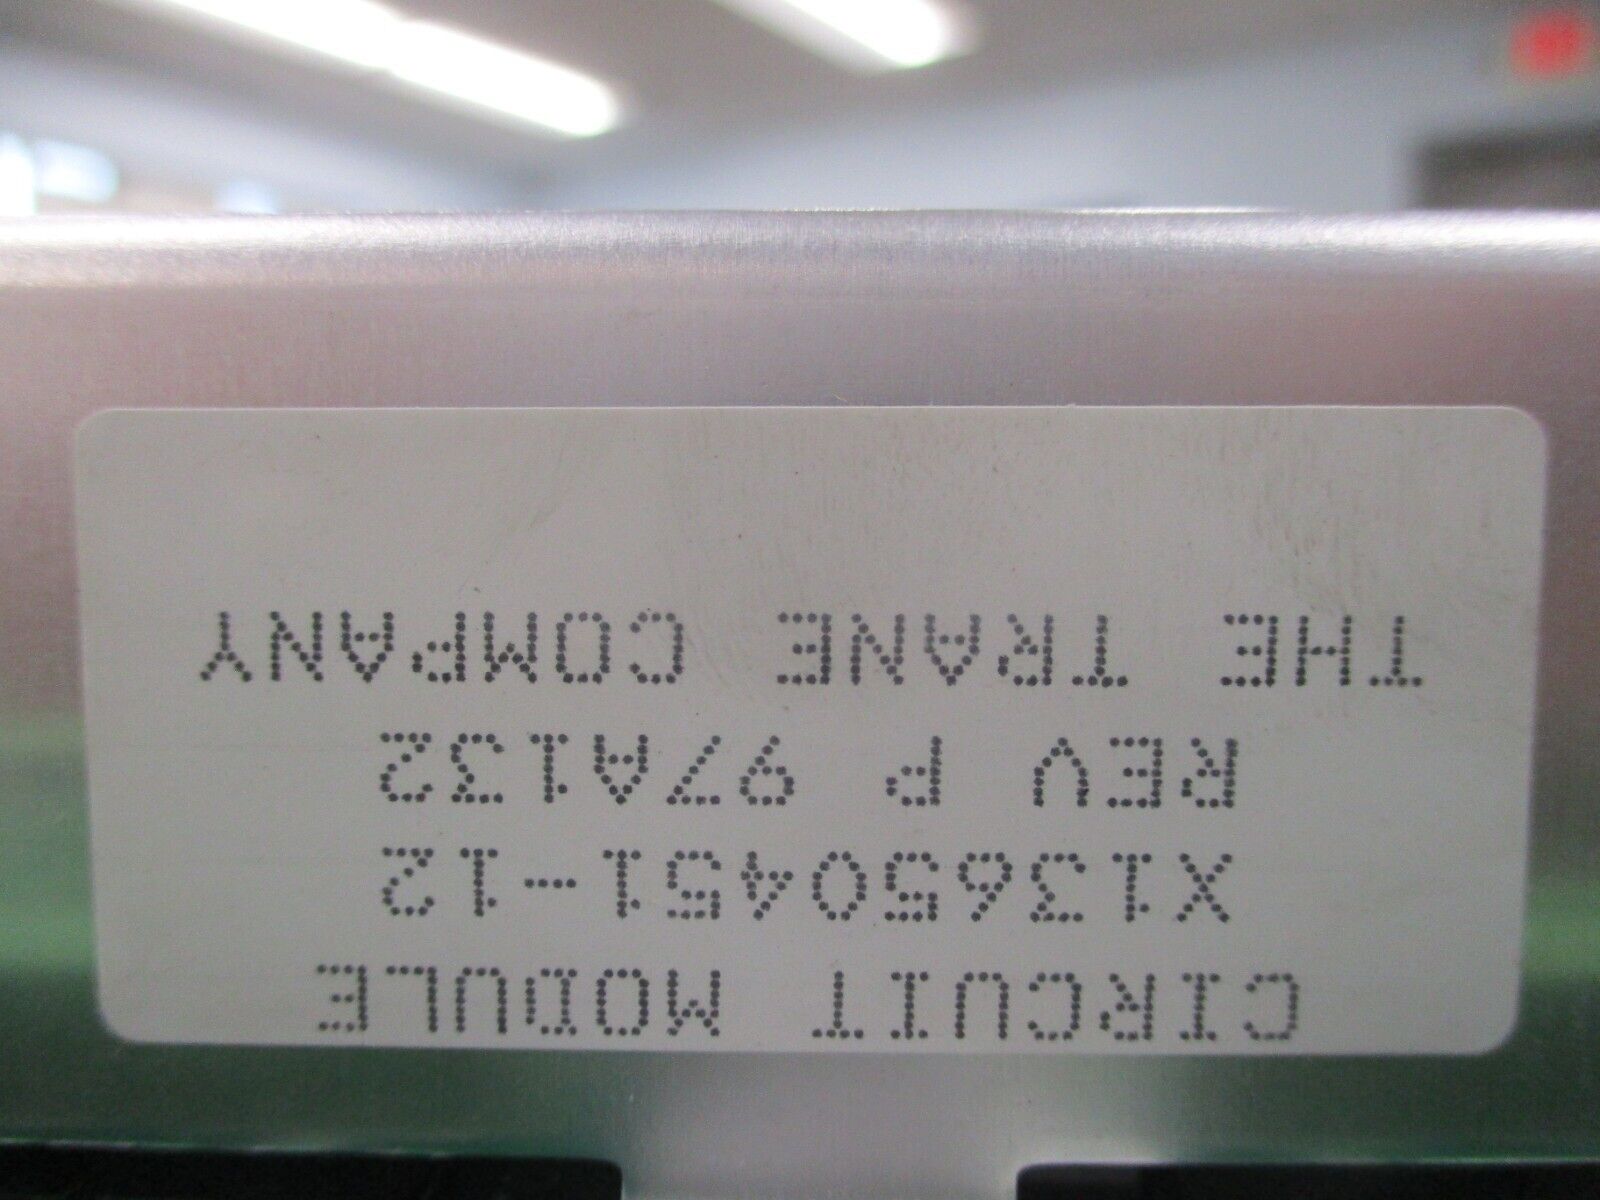 CIRCUIT MODULE
X13650451-12
REV P 97A132
THE TRANE COMPANY